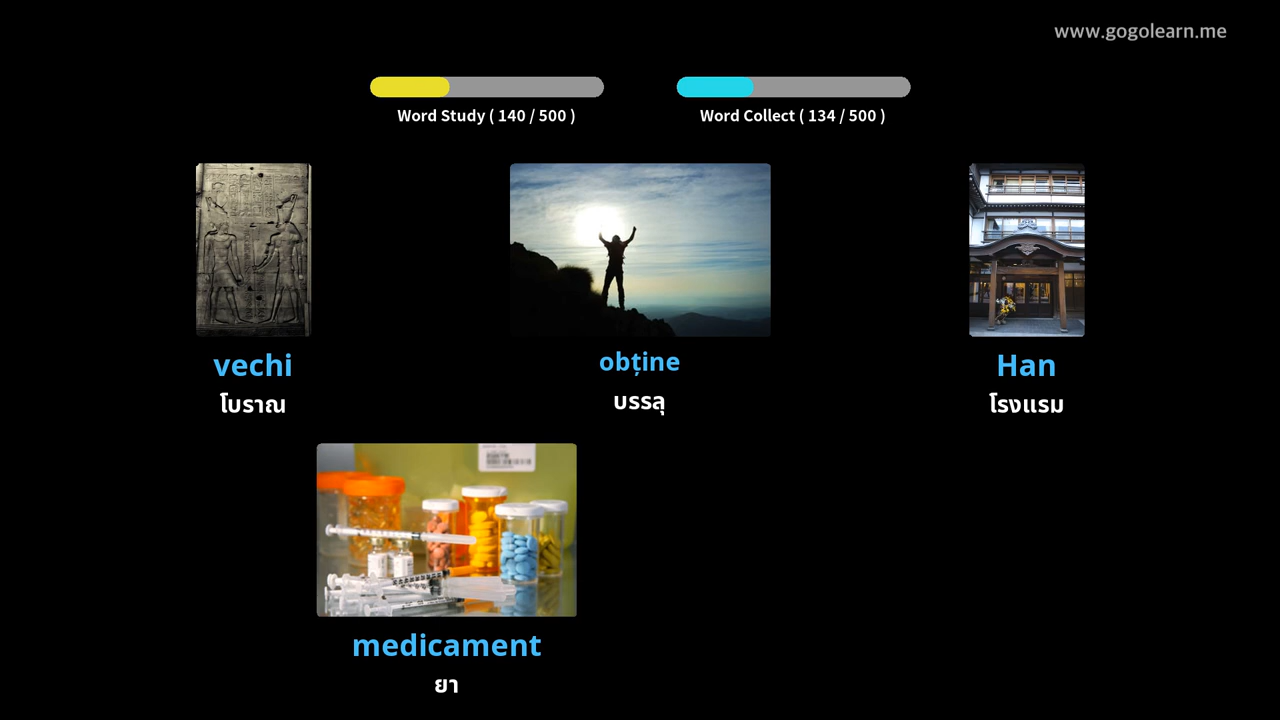 www.gogolearn.me
Word Study ( 140 / 500 )
Word Collect ( 134 / 500 )
vechi
โบราณ
obține
บรรลุ
Han
โรงแรม
medicament
ยา